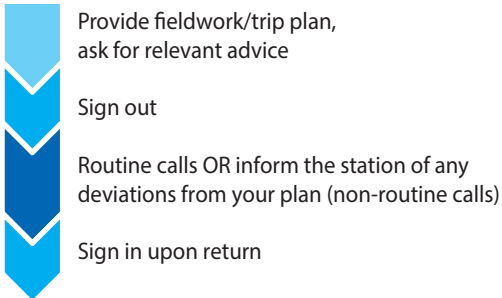 Provide fieldwork/trip plan,
ask for relevant advice
Sign out
Routine calls OR inform the station of any
deviations from your plan (non-routine calls)
Sign in upon return